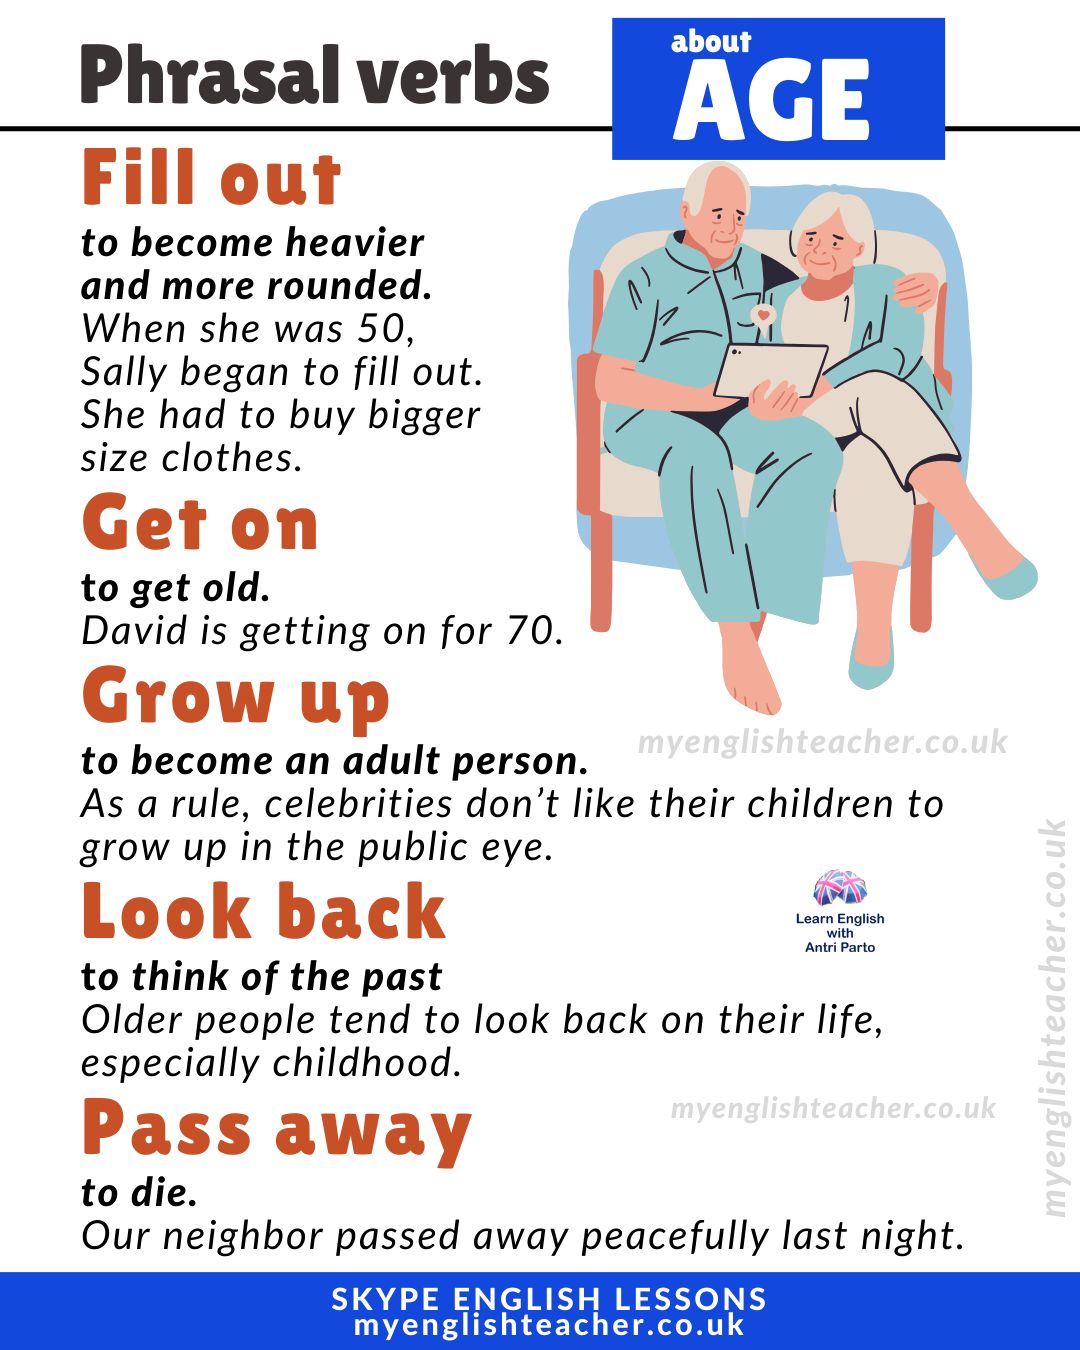 Phrasal verbs
about
AGE
Fill out
to become heavier
and more rounded.
When she was 50,
Sally began to fill out.
She had to buy bigger
size clothes.
Get on
to get old.
David is getting on for 70.
Grow up
myenglishteacher.co.uk
to become an adult person.
As a rule, celebrities don’t like their children to
grow up in the public eye.
Look back
Learn English
with
Antri Parto
to think of the past
Older people tend to look back on their life,
especially childhood.
Pass away
myenglishteacher.co.uk
myenglishteacher.co.uk
to die.
Our neighbor passed away peacefully last night.
SKYPE ENGLISH LESSONS
myenglishteacher.co.uk